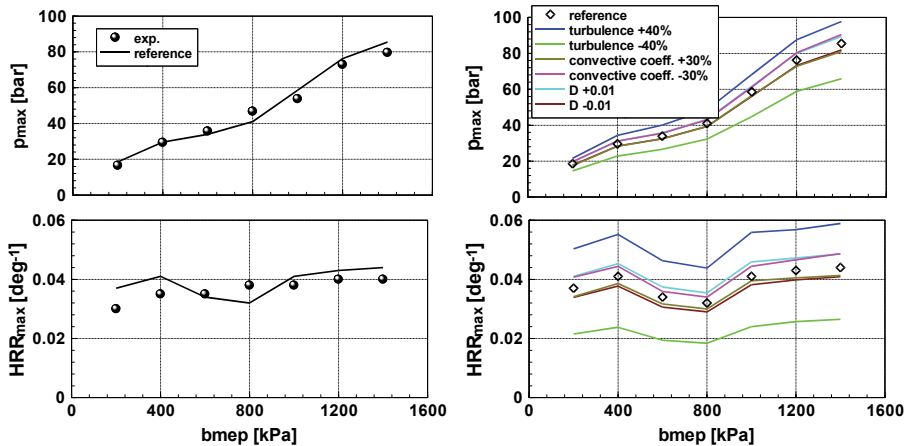 100
80
60
40
20
0
p max [bar]
exp.
reference
0.06
0.04
0.02
0
HRR max [deg-1]
0
400
800
1200
1600
bmep [kPa]
100
80
60
40
20
0
pmax [bar]
reference
turbulence +40%
turbulence -40%
convective coeff. +30%
convective coeff. -30%
D +0.01
D -0.01
0.06
0.04
0.02
0
HRRmax [deg-1]
0
400
800
1200
1600
bmep [kPa]